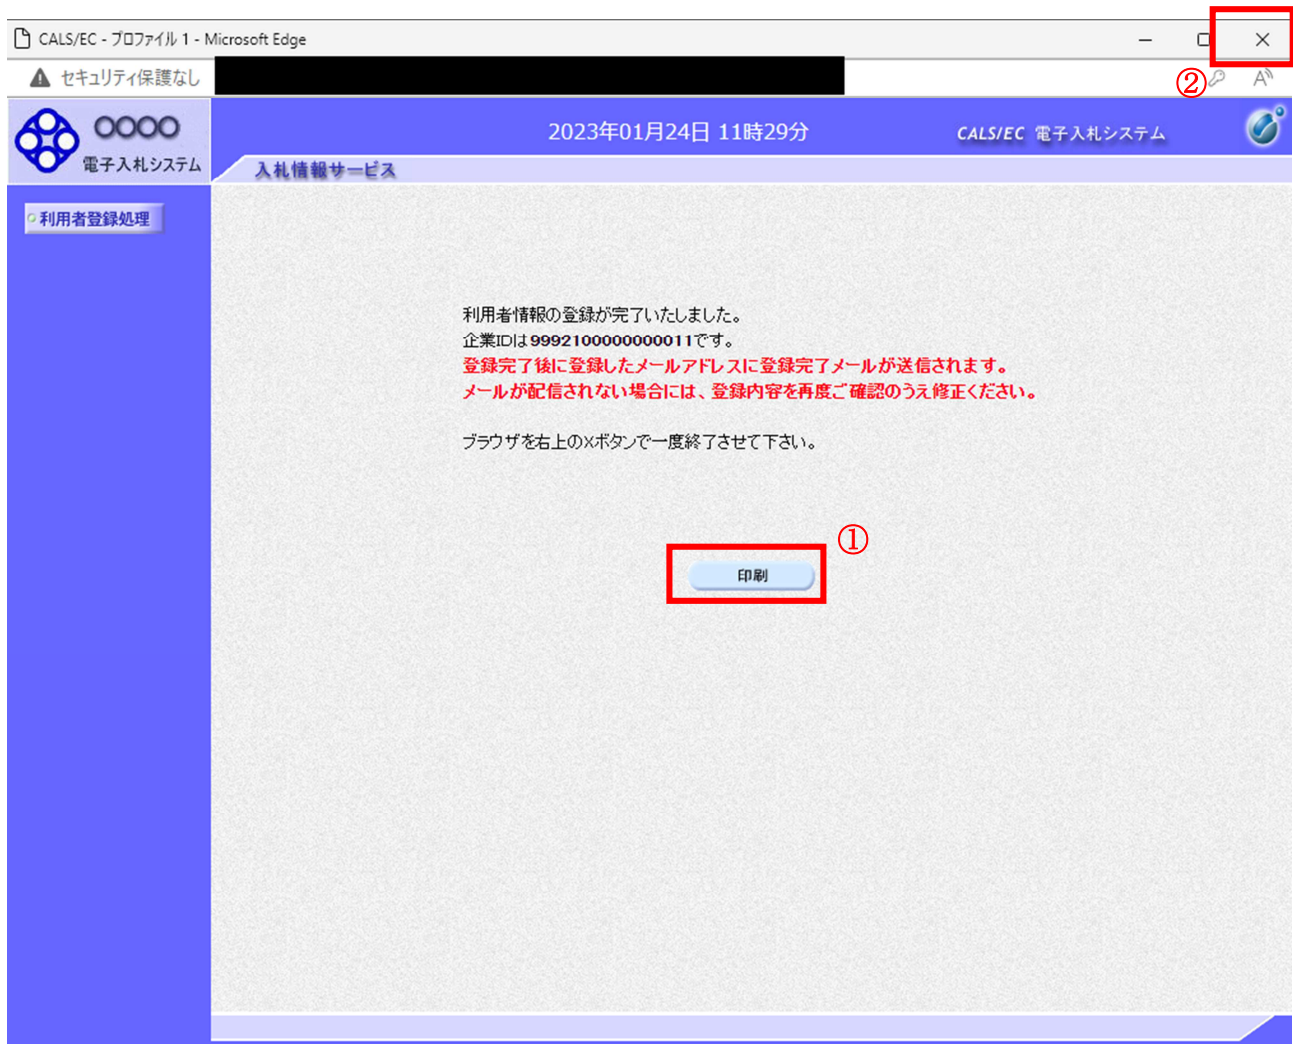 CALS/EC - プロファイル 1 - Microsoft Edge
セキュリティ保護なし
②
OOOO
電子入札システム
2023年01月24日 11時29分
CALS/EC 電子入札システム
入札情報サービス
利用者登録処理
利用者情報の登録が完了いたしました。
企業IDは9992100000000011です。
登録完了後に登録したメールアドレスに登録完了メールが送信されます。
メールが配信されない場合には、登録内容を再度ご確認のうえ修正ください。
ブラウザを右上の×ボタンで一度終了させて下さい。
①
印刷